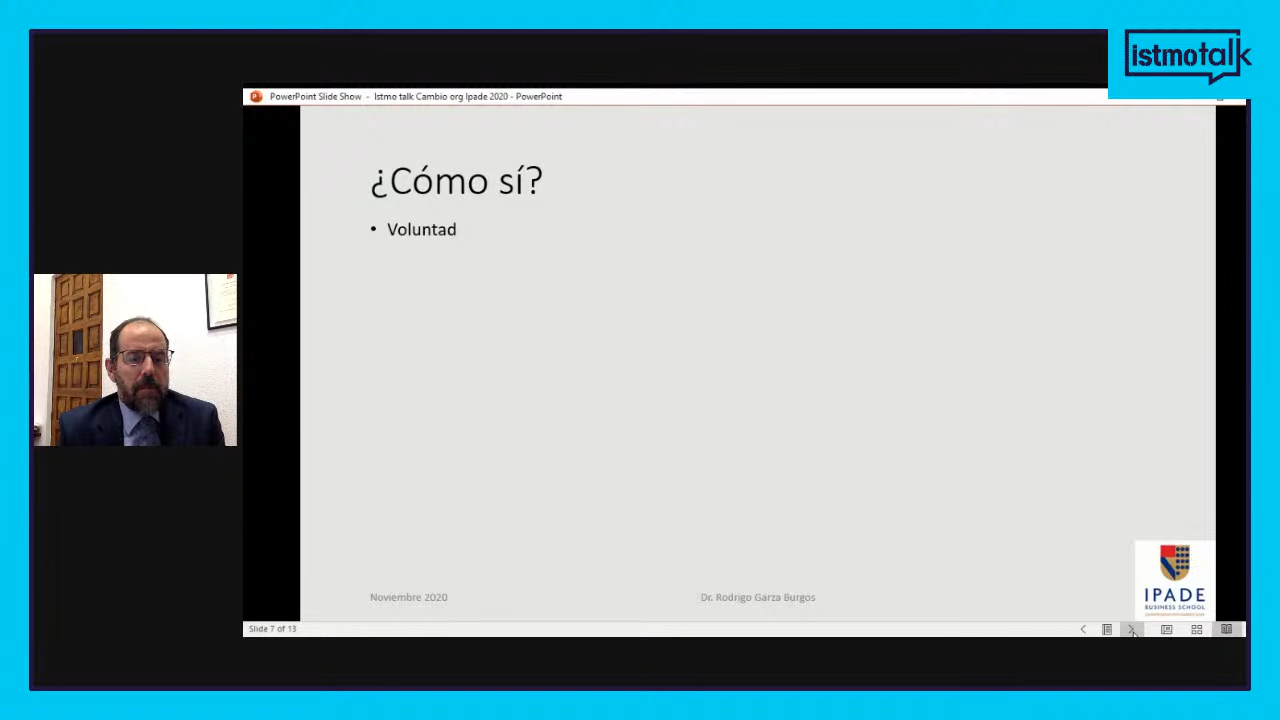 istmotalk
PowerPoint Slide Show - Istmo talk Cambio org Ipade 2020 - PowerPoint
¿Cómo sí?
• Voluntad
Noviembre 2020
Dr. Rodrigo Garza Burgos
IPADE
BUSINESS SCHOOL
Slide 7 of 13